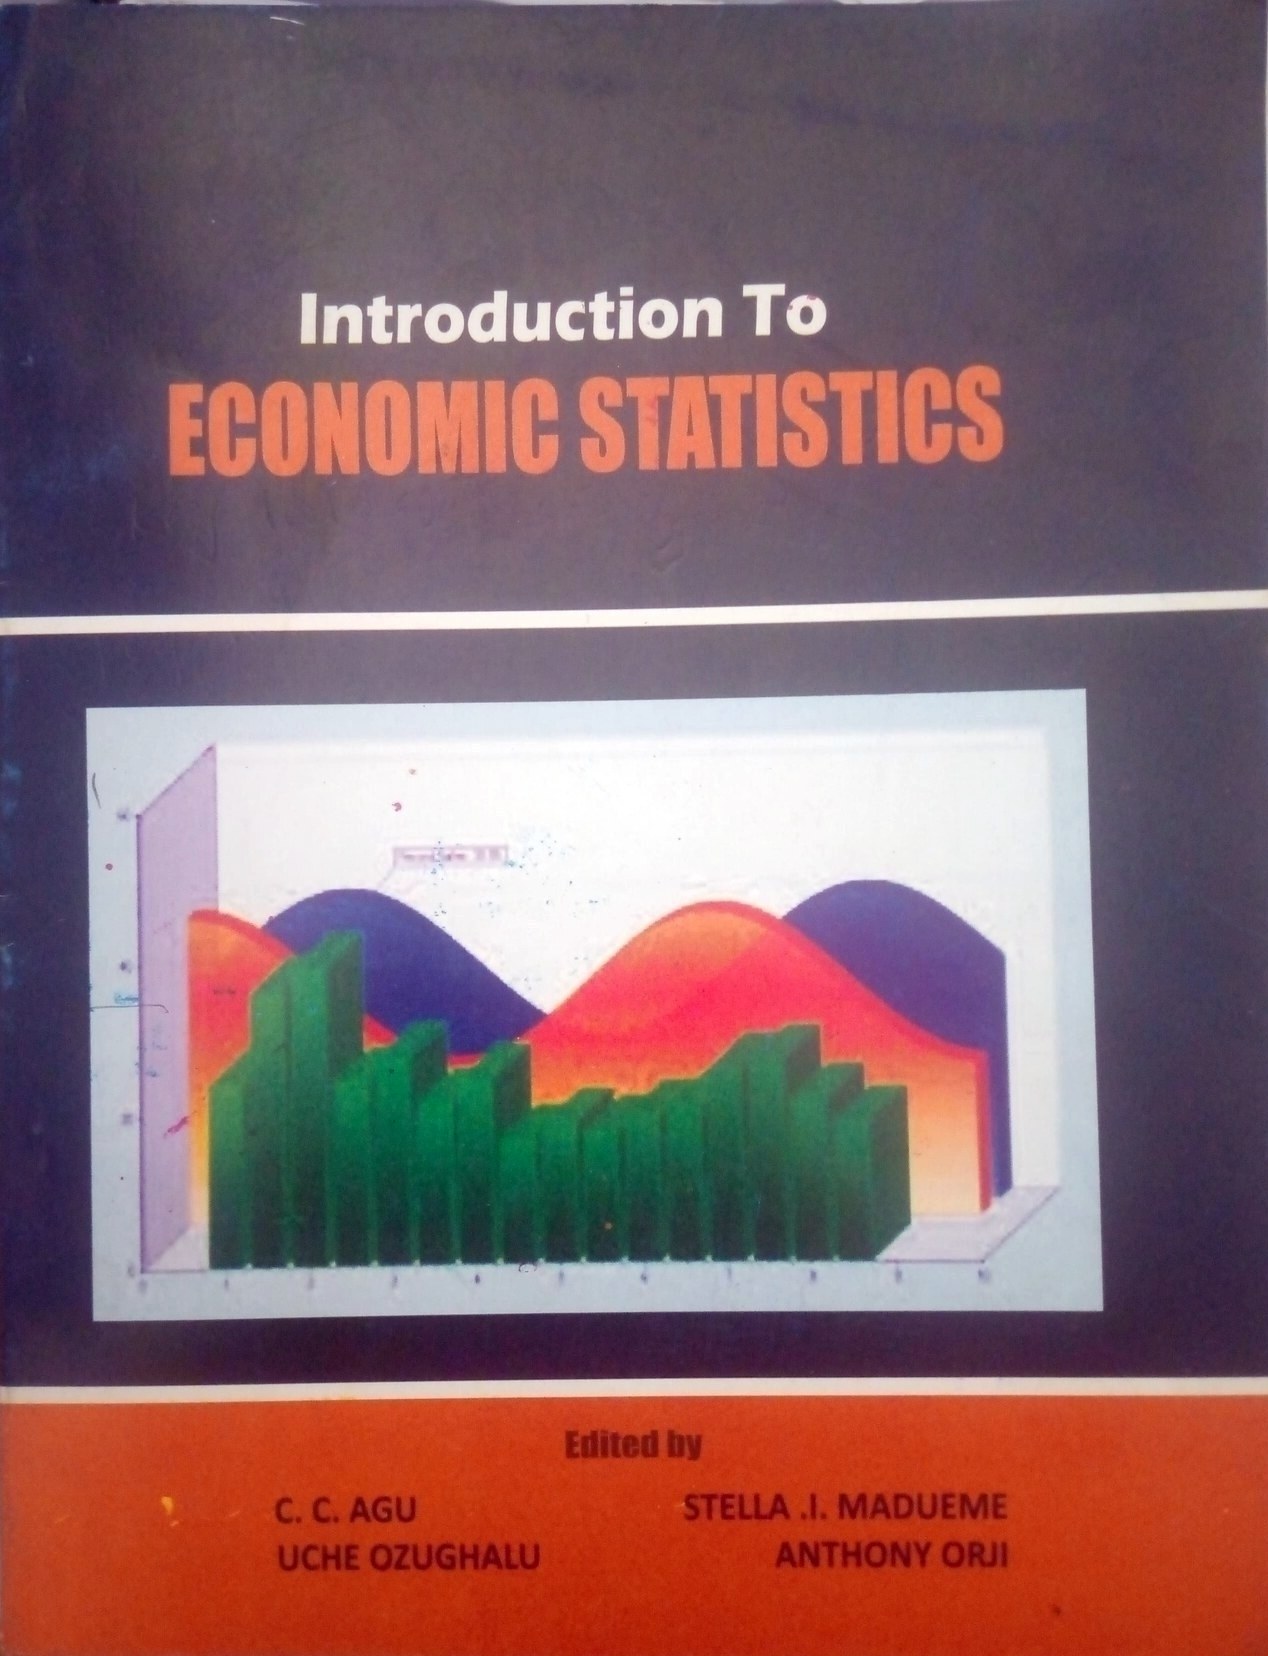 Introduction To
ECONOMIC STATISTICS
Edited by
C. C. AGU
STELLA .I. MADUEME
UCHE OZUGHALU
ANTHONY ORJI